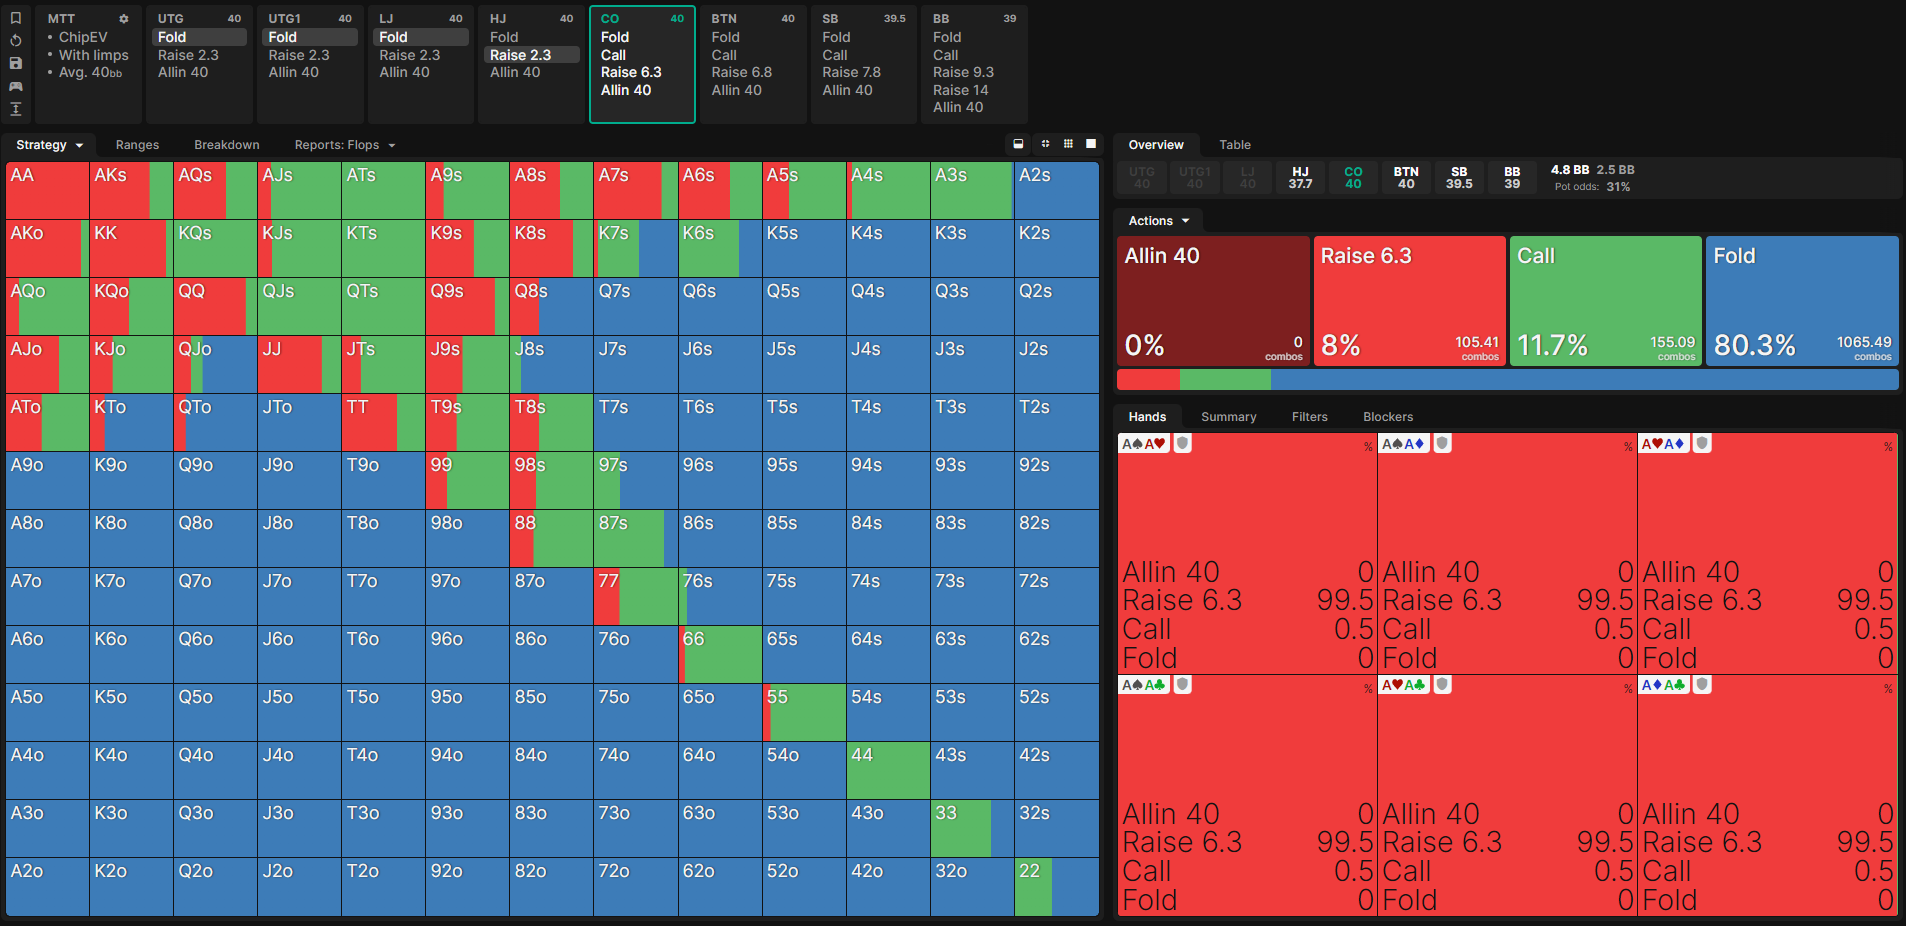 MTT
• ChipEV
• With limps
• Avg. 40bb
UTG 40
Fold
Raise 2.3
Allin 40
UTG1 40
Fold
Raise 2.3
Allin 40
LJ 40
Fold
Raise 2.3
Allin 40
HJ 40
Fold
Raise 2.3
Allin 40
CO 40
Fold
Call
Raise 6.3
Allin 40
BTN 40
Fold
Call
Raise 6.8
Allin 40
SB 39.5
Fold
Call
Raise 7.8
Allin 40
BB 39
Fold
Call
Raise 9.3
Raise 14
Allin 40
Strategy Ranges Breakdown Reports: Flops
AA AKs AQs AJs ATs A9s A8s A7s A6s A5s A4s A3s A2s
AKo KK KQs KJs KTs K9s K8s K7s K6s K5s K4s K3s K2s
AQo KQo QQ QJs QTs Q9s Q8s Q7s Q6s Q5s Q4s Q3s Q2s
AJo KJo QJo JJ JTs J9s J8s J7s J6s J5s J4s J3s J2s
ATo KTo QTo JTo TT T9s T8s T7s T6s T5s T4s T3s T2s
A9o K9o Q9o J9o T9o 99 98s 97s 96s 95s 94s 93s 92s
A8o K8o Q8o J8o T8o 98o 88 87s 86s 85s 84s 83s 82s
A7o K7o Q7o J7o T7o 97o 87o 77 76s 75s 74s 73s 72s
A6o K6o Q6o J6o T6o 96o 86o 76o 66 65s 64s 63s 62s
A5o K5o Q5o J5o T5o 95o 85o 75o 65o 55 54s 53s 52s
A4o K4o Q4o J4o T4o 94o 84o 74o 64o 54o 44 43s 42s
A3o K3o Q3o J3o T3o 93o 83o 73o 63o 53o 43o 33 32s
A2o K2o Q2o J2o T2o 92o 82o 72o 62o 52o 42o 32o 22
Overview Table
UTG UTG1 LJ HJ CO BTN SB BB 4.8 BB 2.5 BB
40 40 40 37.7 40 40 39.5 39 Pot odds: 31%
Actions
Allin 40 Raise 6.3 Call Fold
0% 0 combos 8% 105.41 combos 11.7% 155.09 combos 80.3% 1065.49 combos
Hands Summary Filters Blockers
A♠A♥ % A♠A♦ % A♥A♦ %
Allin 40 0 Allin 40 0 Allin 40 0
Raise 6.3 99.5 Raise 6.3 99.5 Raise 6.3 99.5
Call 0.5 Call 0.5 Call 0.5
Fold 0 Fold 0 Fold 0
A♠A♣ % A♥A♣ % A♦A♣ %
Allin 40 0 Allin 40 0 Allin 40 0
Raise 6.3 99.5 Raise 6.3 99.5 Raise 6.3 99.5
Call 0.5 Call 0.5 Call 0.5
Fold 0 Fold 0 Fold 0